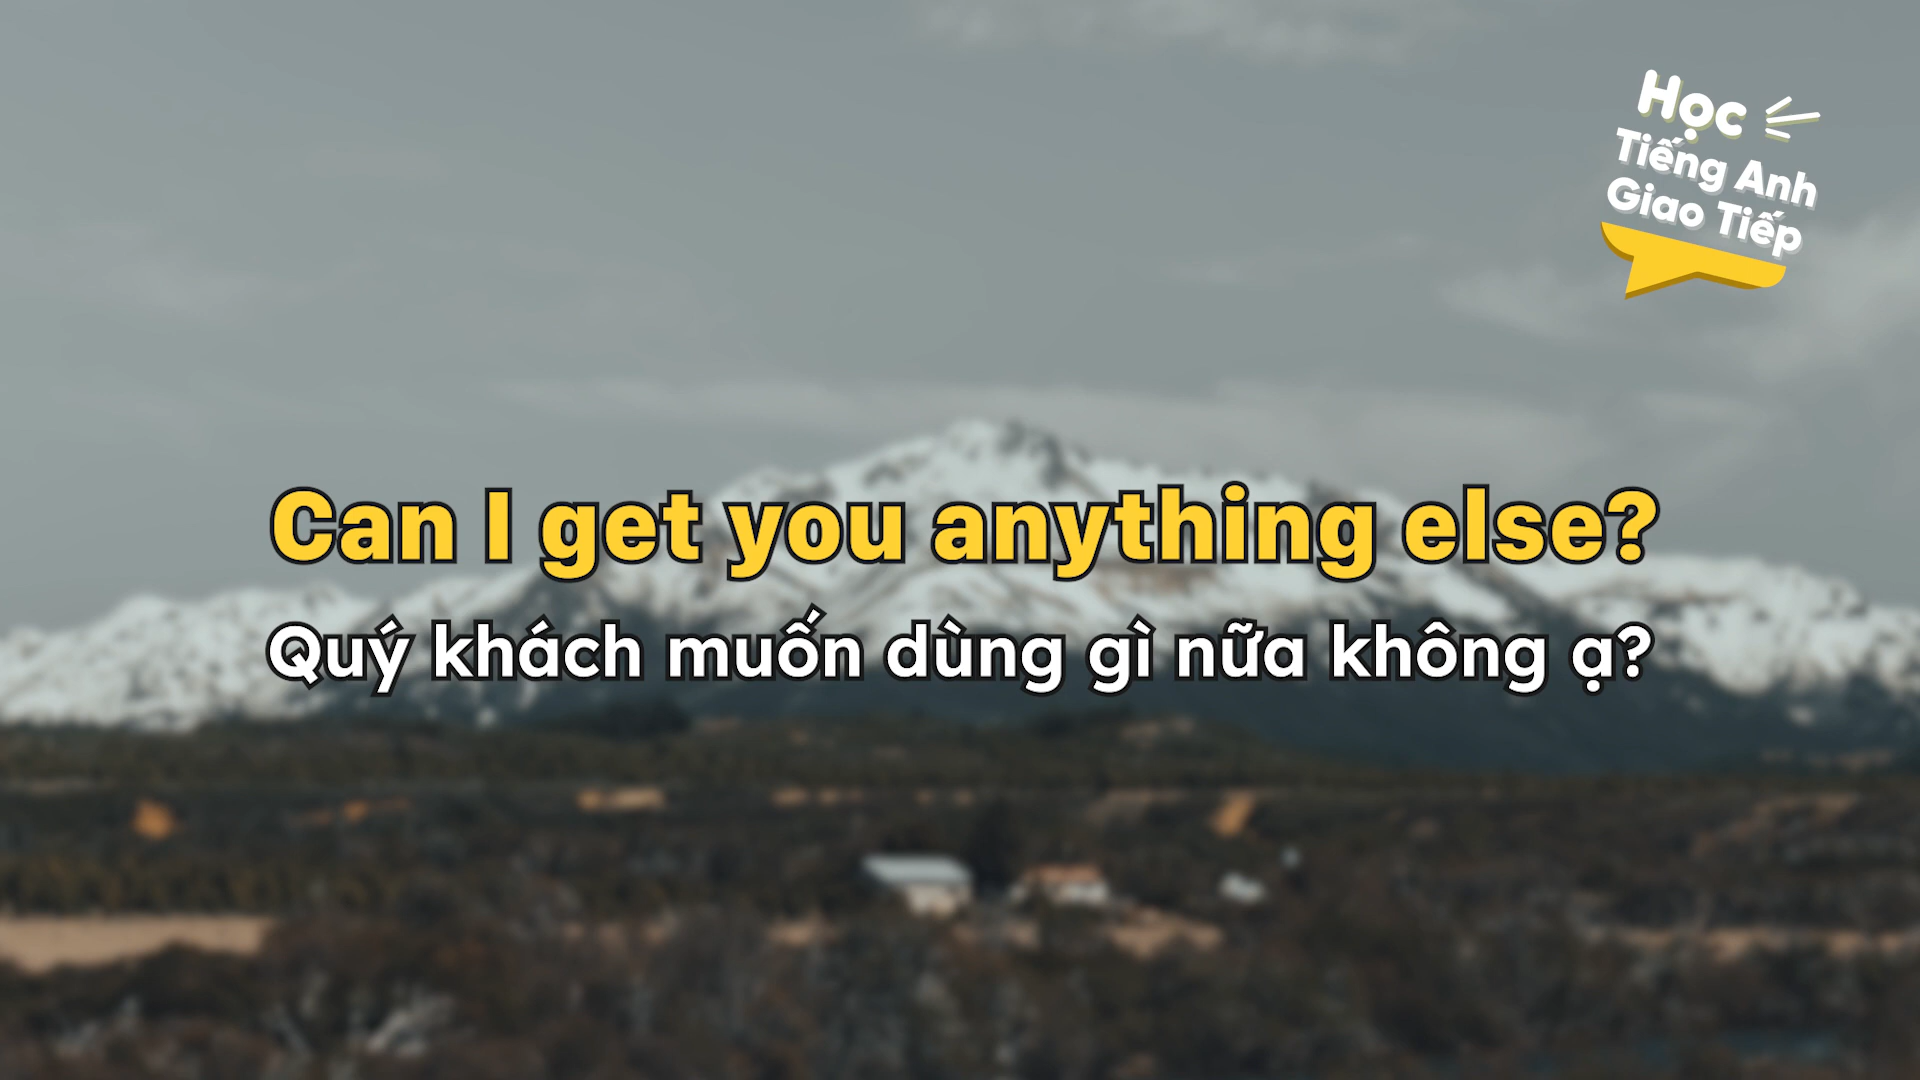 Học
Tiếng Anh
Giao Tiếp
Can I get you anything else?
Quý khách muốn dùng gì nữa không ạ?